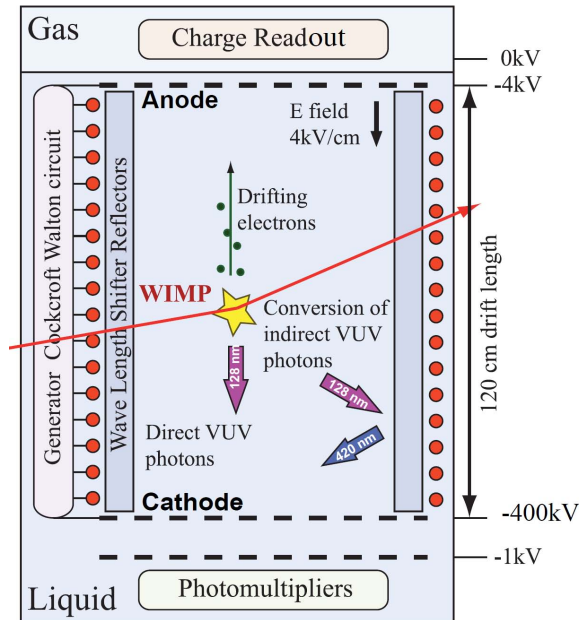 Gas
Charge Readout
0kV
-4kV
Anode
E field
4kV/cm
Drifting
electrons
Generator Cockcroft Walton circuit
Wave Length Shifter Reflectors
WIMP
Conversion of
indirect VUV
photons
128 nm
128 nm
420 nm
Direct VUV
photons
120 cm drift length
Cathode
-400kV
-1kV
Photomultipliers
Liquid